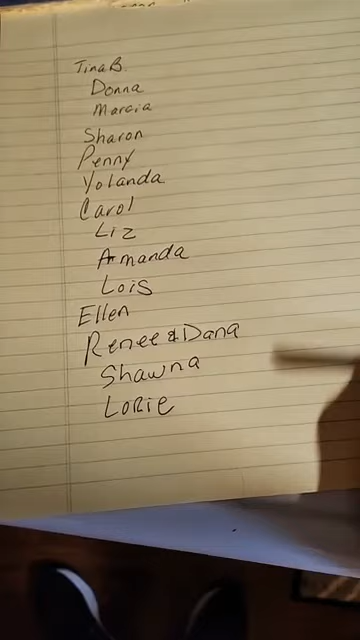 Tina B.
Donna
Marcia
Sharon
Penny
Yolanda
Carol
Liz
Amanda
Lois
Ellen
Renee & Dana
Shawna
LORIE